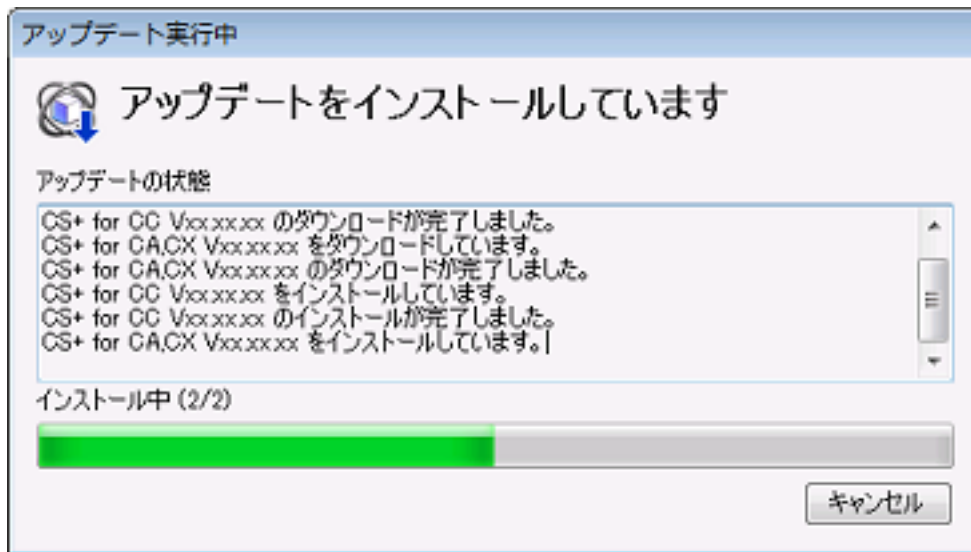 アップデート実行中
アップデートをインストールしています
アップデートの状態
CS+ for CC Vxx.xx.xx のダウンロードが完了しました。
CS+ for CA,CX Vxx.xx.xx をダウンロードしています。
CS+ for CA,CX Vxx.xx.xx のダウンロードが完了しました。
CS+ for CC Vxx.xx.xx をインストールしています。
CS+ for CC Vxx.xx.xx のインストールが完了しました。
CS+ for CA,CX Vxx.xx.xx をインストールしています。
インストール中 (2/2)
キャンセル